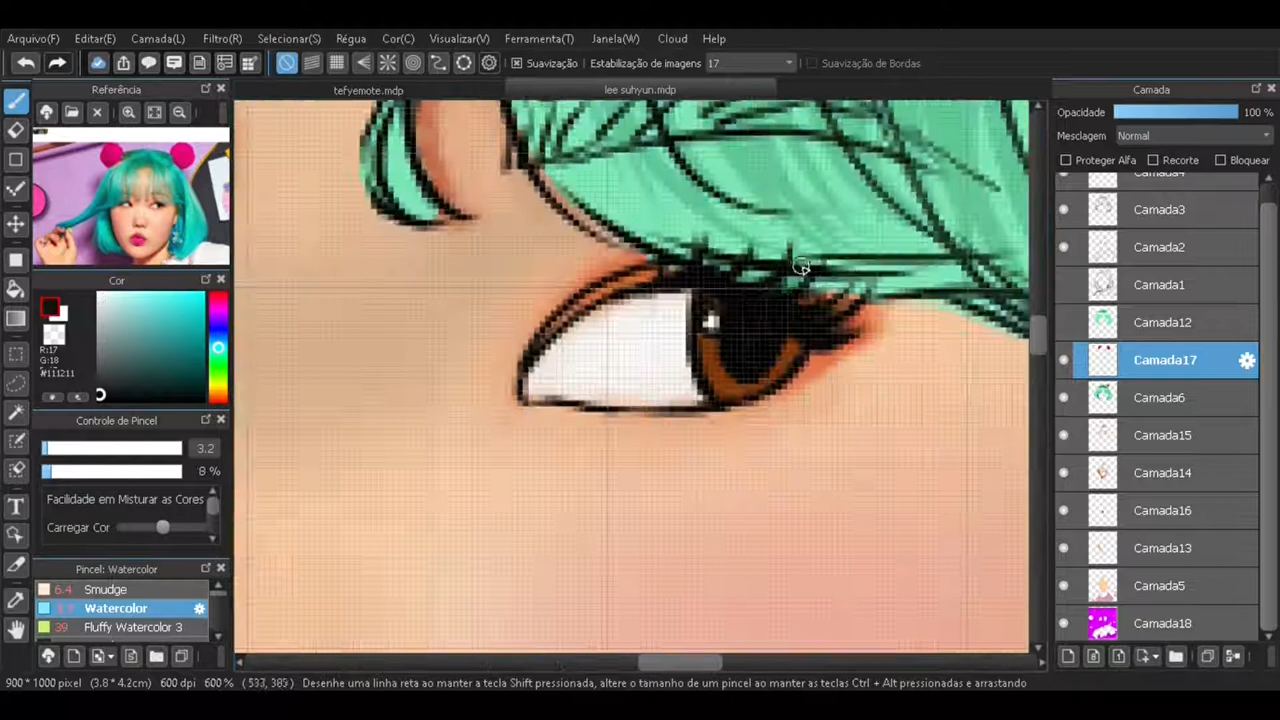 Arquivo(F) Editar(E) Camada(L) Filtro(R) Selecionar(S) Régua Cor(C) Visualizar(V) Ferramenta(T) Janela(W) Cloud Help
Suavização Estabilização de imagens 17 Suavização de Bordas
Referência
tefyemote.mdp
lee suhyun.mdp
Camada
Opacidade 100 %
Mesclagem Normal
Proteger Alfa Recorte Bloquear
Camada4
Camada3
Camada2
Camada1
Camada12
Camada17
Camada6
Camada15
Camada14
Camada16
Camada13
Camada5
Camada18
Cor
R:17
G:18
#111211
Controle de Pincel
3.2
8 %
Facilidade em Misturar as Cores
Carregar Cor
Pincel: Watercolor
6.4 Smudge
Watercolor
39 Fluffy Watercolor 3
T
900 * 1000 pixel (3.8 * 4.2cm) 600 dpi 600 % (533, 385) Desenhe uma linha reta ao manter a tecla Shift pressionada, altere o tamanho de um pincel ao manter as teclas Ctrl + Alt pressionadas e arrastando